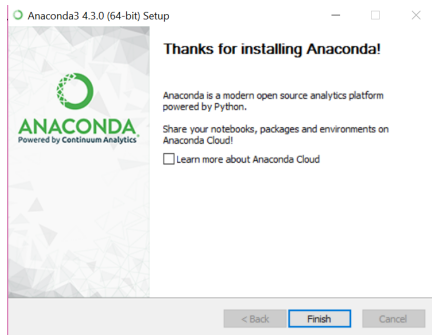 Anaconda3 4.3.0 (64-bit) Setup
Thanks for installing Anaconda!
Anaconda is a modern open source analytics platform
powered by Python.
Share your notebooks, packages and environments on
Anaconda Cloud!
Learn more about Anaconda Cloud
ANACONDA
Powered by Continuum Analytics
< Back
Finish
Cancel